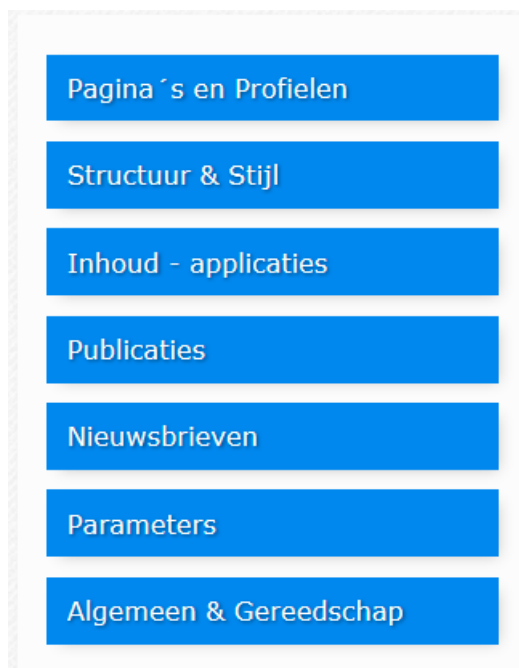 Pagina´s en Profielen
Structuur & Stijl
Inhoud - applicaties
Publicaties
Nieuwsbrieven
Parameters
Algemeen & Gereedschap